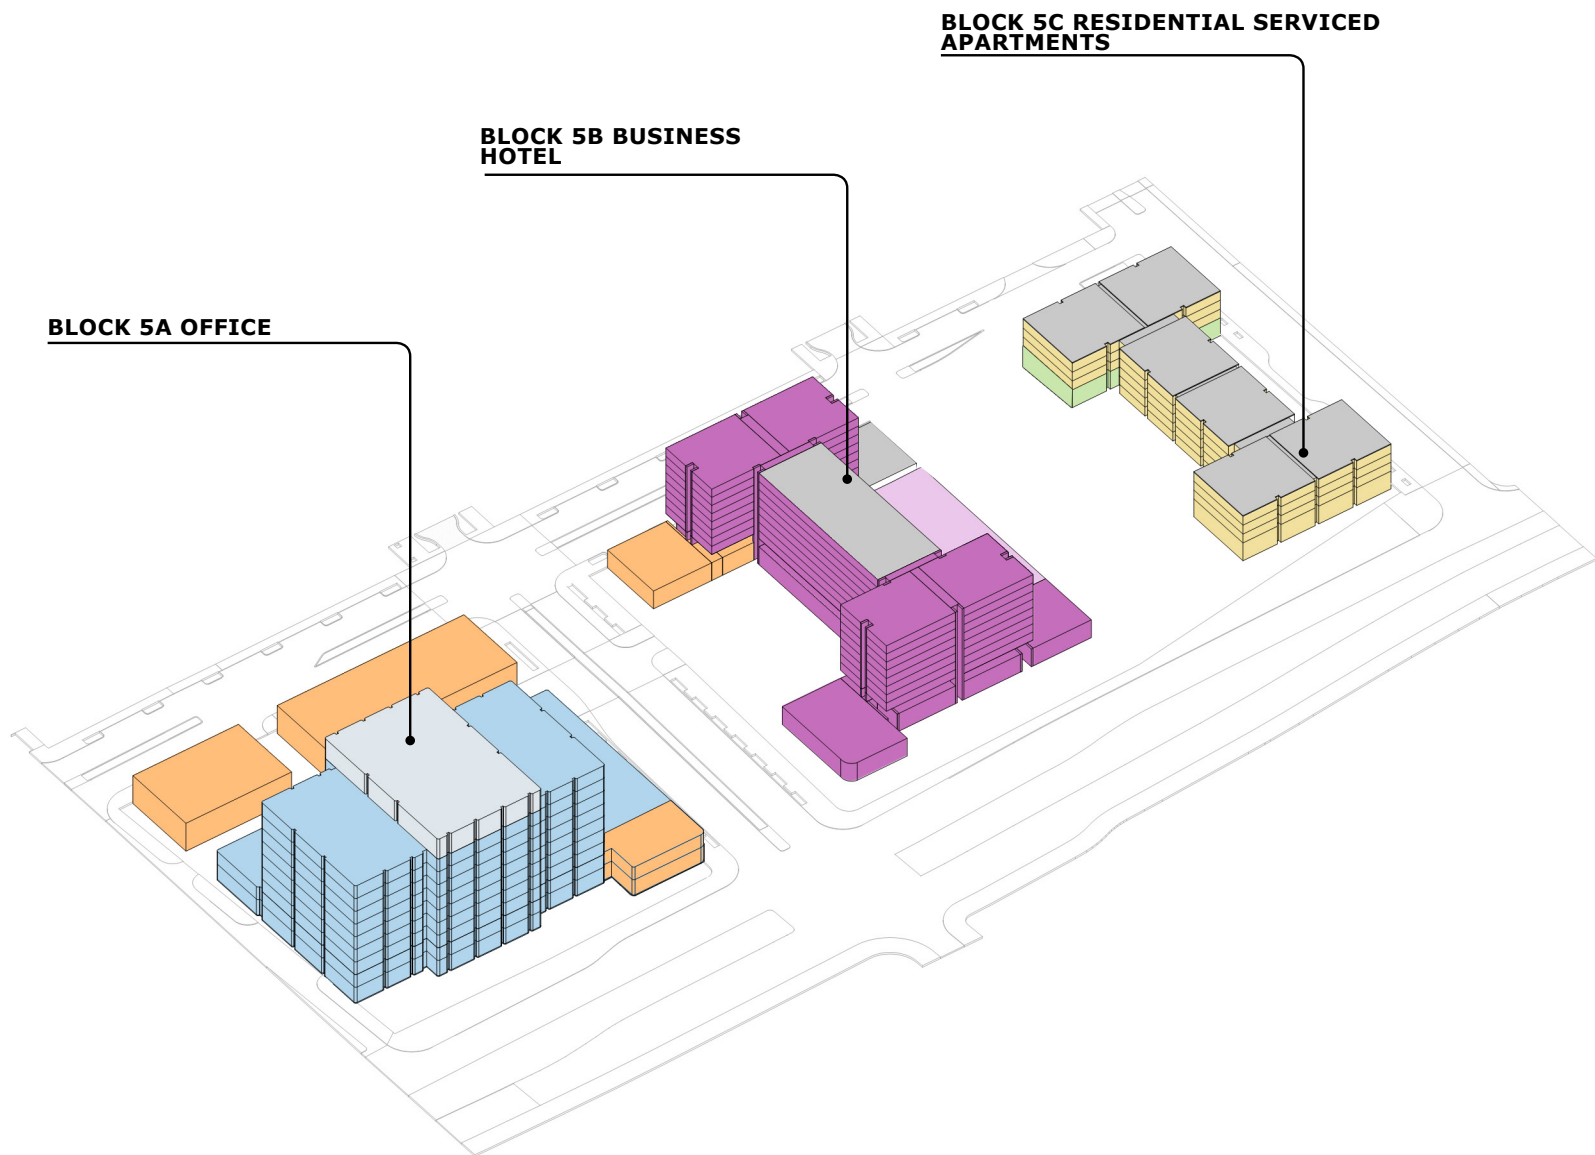 BLOCK 5C RESIDENTIAL SERVICED
APARTMENTS
BLOCK 5B BUSINESS
HOTEL
BLOCK 5A OFFICE